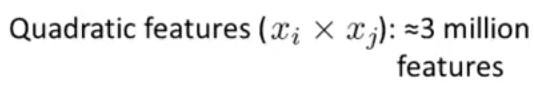 Quadratic features (xᵢ × xⱼ): ≈3 million
features